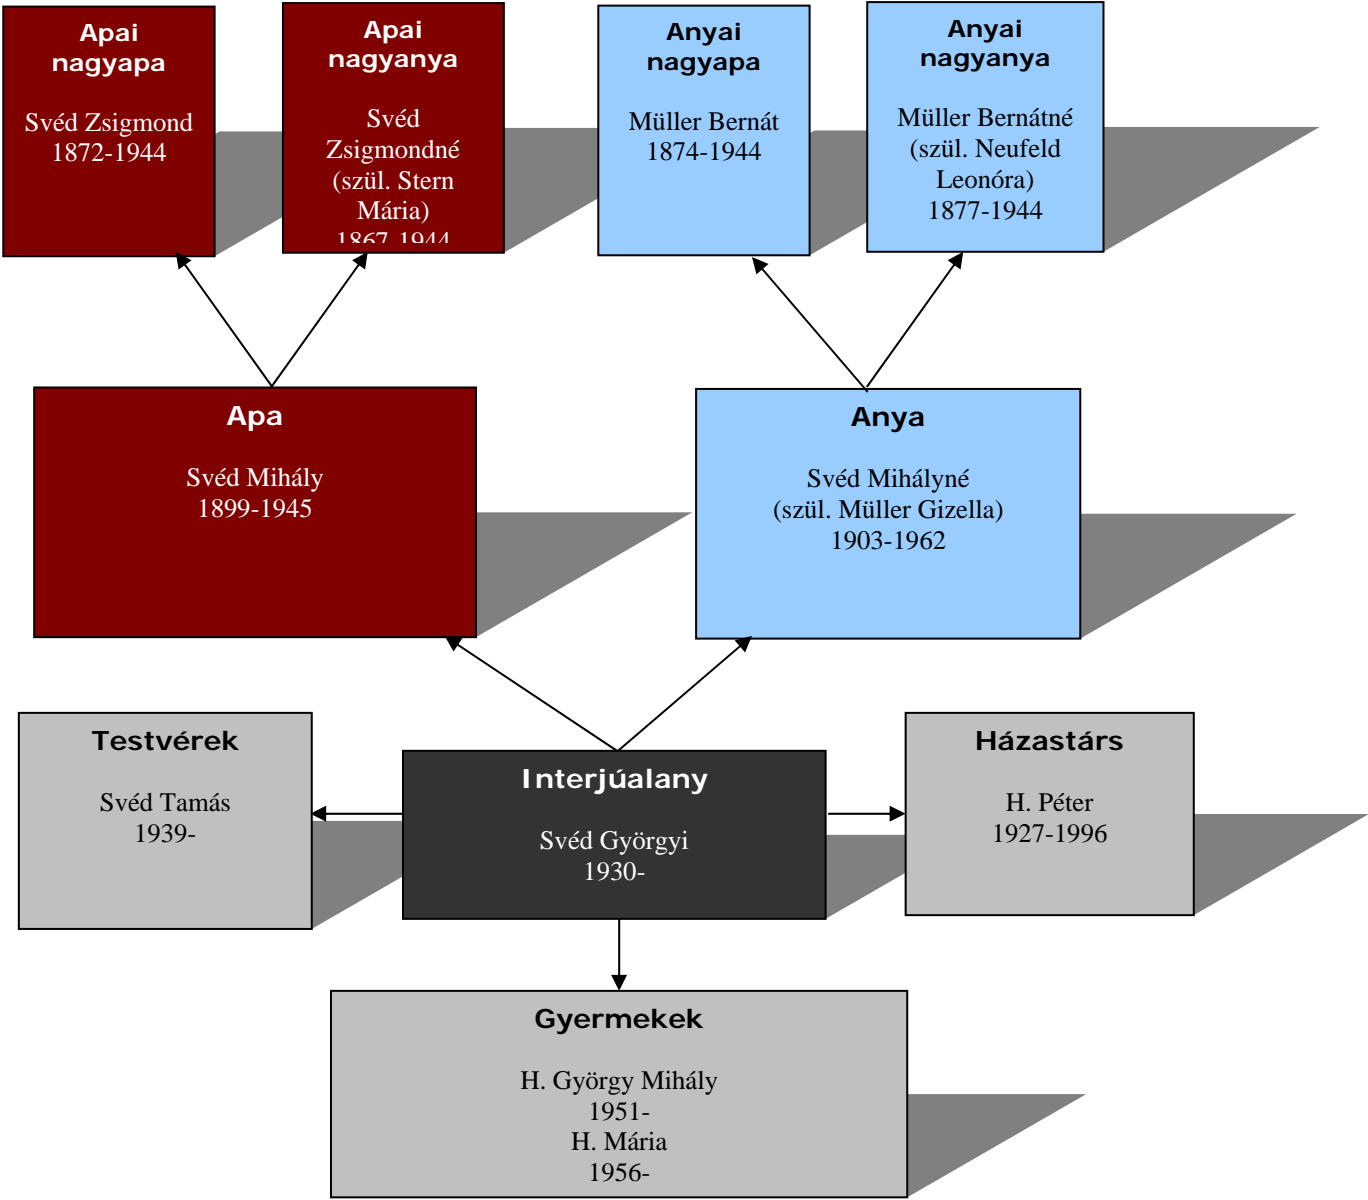 Apai
nagyapa
Svéd Zsigmond
1872-1944
Apai
nagyanya
Svéd
Zsigmondné
(szül. Stern
Mária)
1867-1944
Anyai
nagyapa
Müller Bernát
1874-1944
Anyai
nagyanya
Müller Bernátné
(szül. Neufeld
Leonóra)
1877-1944
Apa
Svéd Mihály
1899-1945
Anya
Svéd Mihályné
(szül. Müller Gizella)
1903-1962
Testvérek
Svéd Tamás
1939-
Interjúalany
Svéd Györgyi
1930-
Házastárs
H. Péter
1927-1996
Gyermekek
H. György Mihály
1951-
H. Mária
1956-